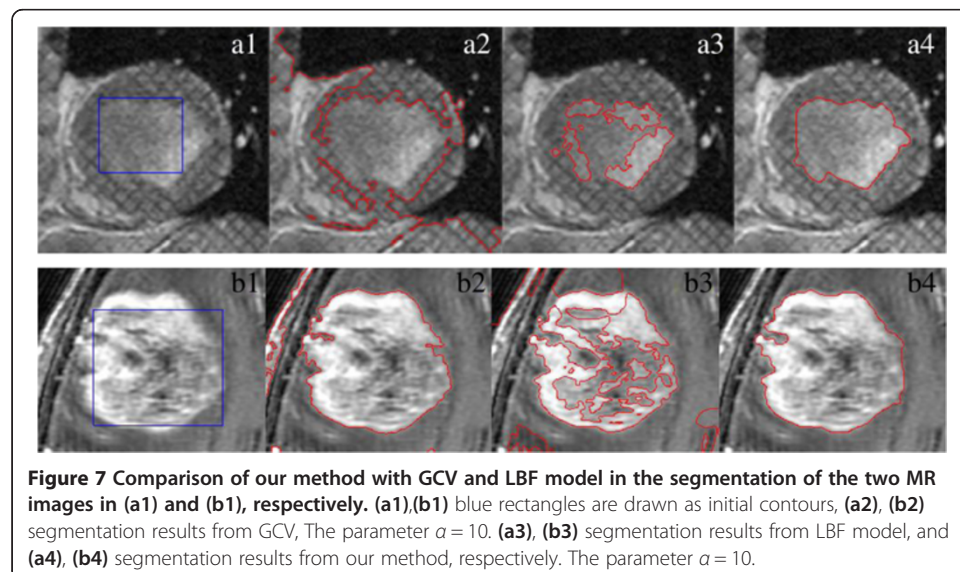 a1 a2 a3 a4
b1 b2 b3 b4
Figure 7 Comparison of our method with GCV and LBF model in the segmentation of the two MR
images in (a1) and (b1), respectively. (a1),(b1) blue rectangles are drawn as initial contours, (a2), (b2)
segmentation results from GCV, The parameter α = 10. (a3), (b3) segmentation results from LBF model, and
(a4), (b4) segmentation results from our method, respectively. The parameter α = 10.